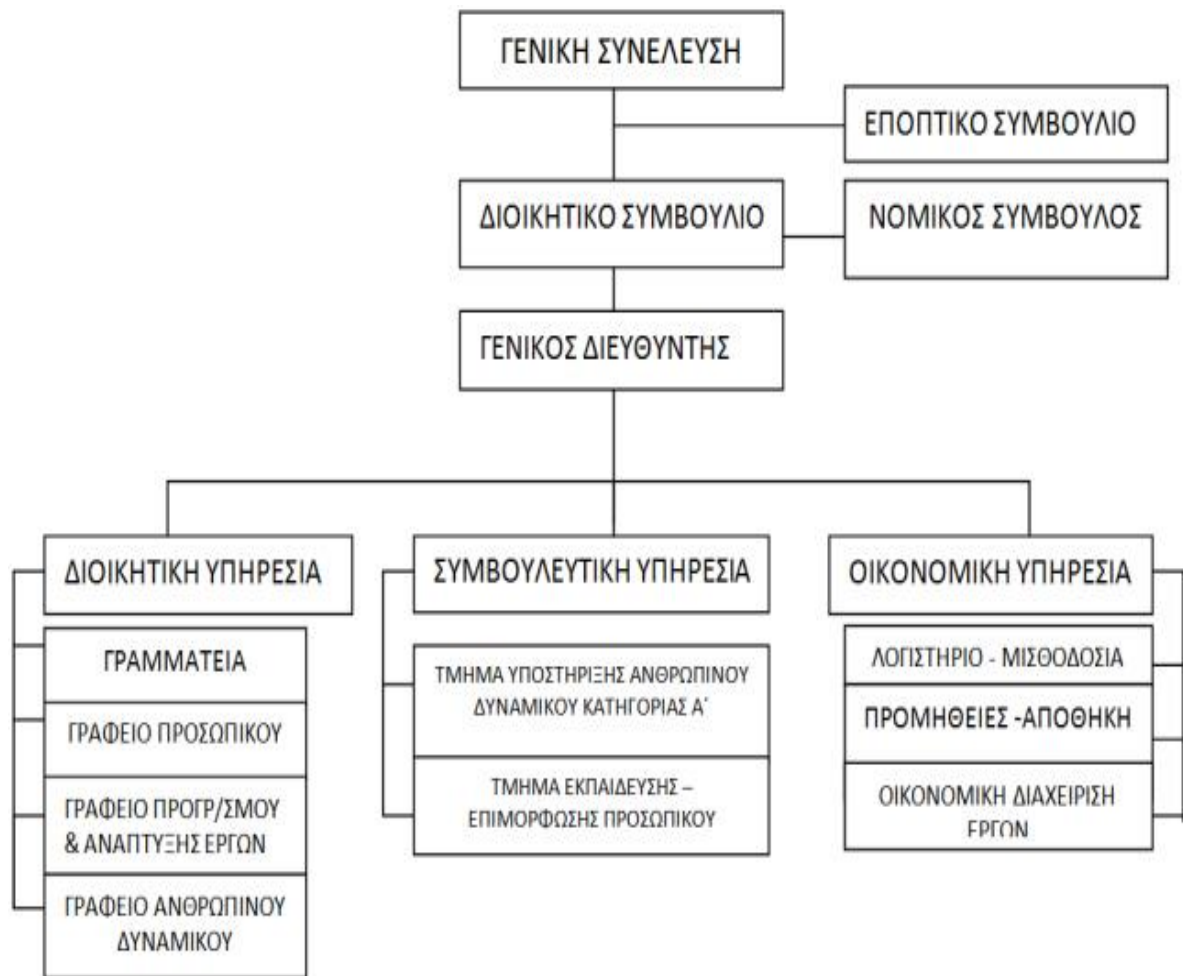 ΓΕΝΙΚΗ ΣΥΝΕΛΕΥΣΗ
ΕΠΟΠΤΙΚΟ ΣΥΜΒΟΥΛΙΟ
ΔΙΟΙΚΗΤΙΚΟ ΣΥΜΒΟΥΛΙΟ
ΝΟΜΙΚΟΣ ΣΥΜΒΟΥΛΟΣ
ΓΕΝΙΚΟΣ ΔΙΕΥΘΥΝΤΗΣ
ΔΙΟΙΚΗΤΙΚΗ ΥΠΗΡΕΣΙΑ
ΓΡΑΜΜΑΤΕΙΑ
ΓΡΑΦΕΙΟ ΠΡΟΣΩΠΙΚΟΥ
ΓΡΑΦΕΙΟ ΠΡΟΓΡ/ΣΜΟΥ
& ΑΝΑΠΤΥΞΗΣ ΕΡΓΩΝ
ΓΡΑΦΕΙΟ ΑΝΘΡΩΠΙΝΟΥ
ΔΥΝΑΜΙΚΟΥ
ΣΥΜΒΟΥΛΕΥΤΙΚΗ ΥΠΗΡΕΣΙΑ
ΤΜΗΜΑ ΥΠΟΣΤΗΡΙΞΗΣ ΑΝΘΡΩΠΙΝΟΥ
ΔΥΝΑΜΙΚΟΥ ΚΑΤΗΓΟΡΙΑΣ Α΄
ΤΜΗΜΑ ΕΚΠΑΙΔΕΥΣΗΣ –
ΕΠΙΜΟΡΦΩΣΗΣ ΠΡΟΣΩΠΙΚΟΥ
ΟΙΚΟΝΟΜΙΚΗ ΥΠΗΡΕΣΙΑ
ΛΟΓΙΣΤΗΡΙΟ - ΜΙΣΘΟΔΟΣΙΑ
ΠΡΟΜΗΘΕΙΕΣ -ΑΠΟΘΗΚΗ
ΟΙΚΟΝΟΜΙΚΗ ΔΙΑΧΕΙΡΙΣΗ
ΕΡΓΩΝ